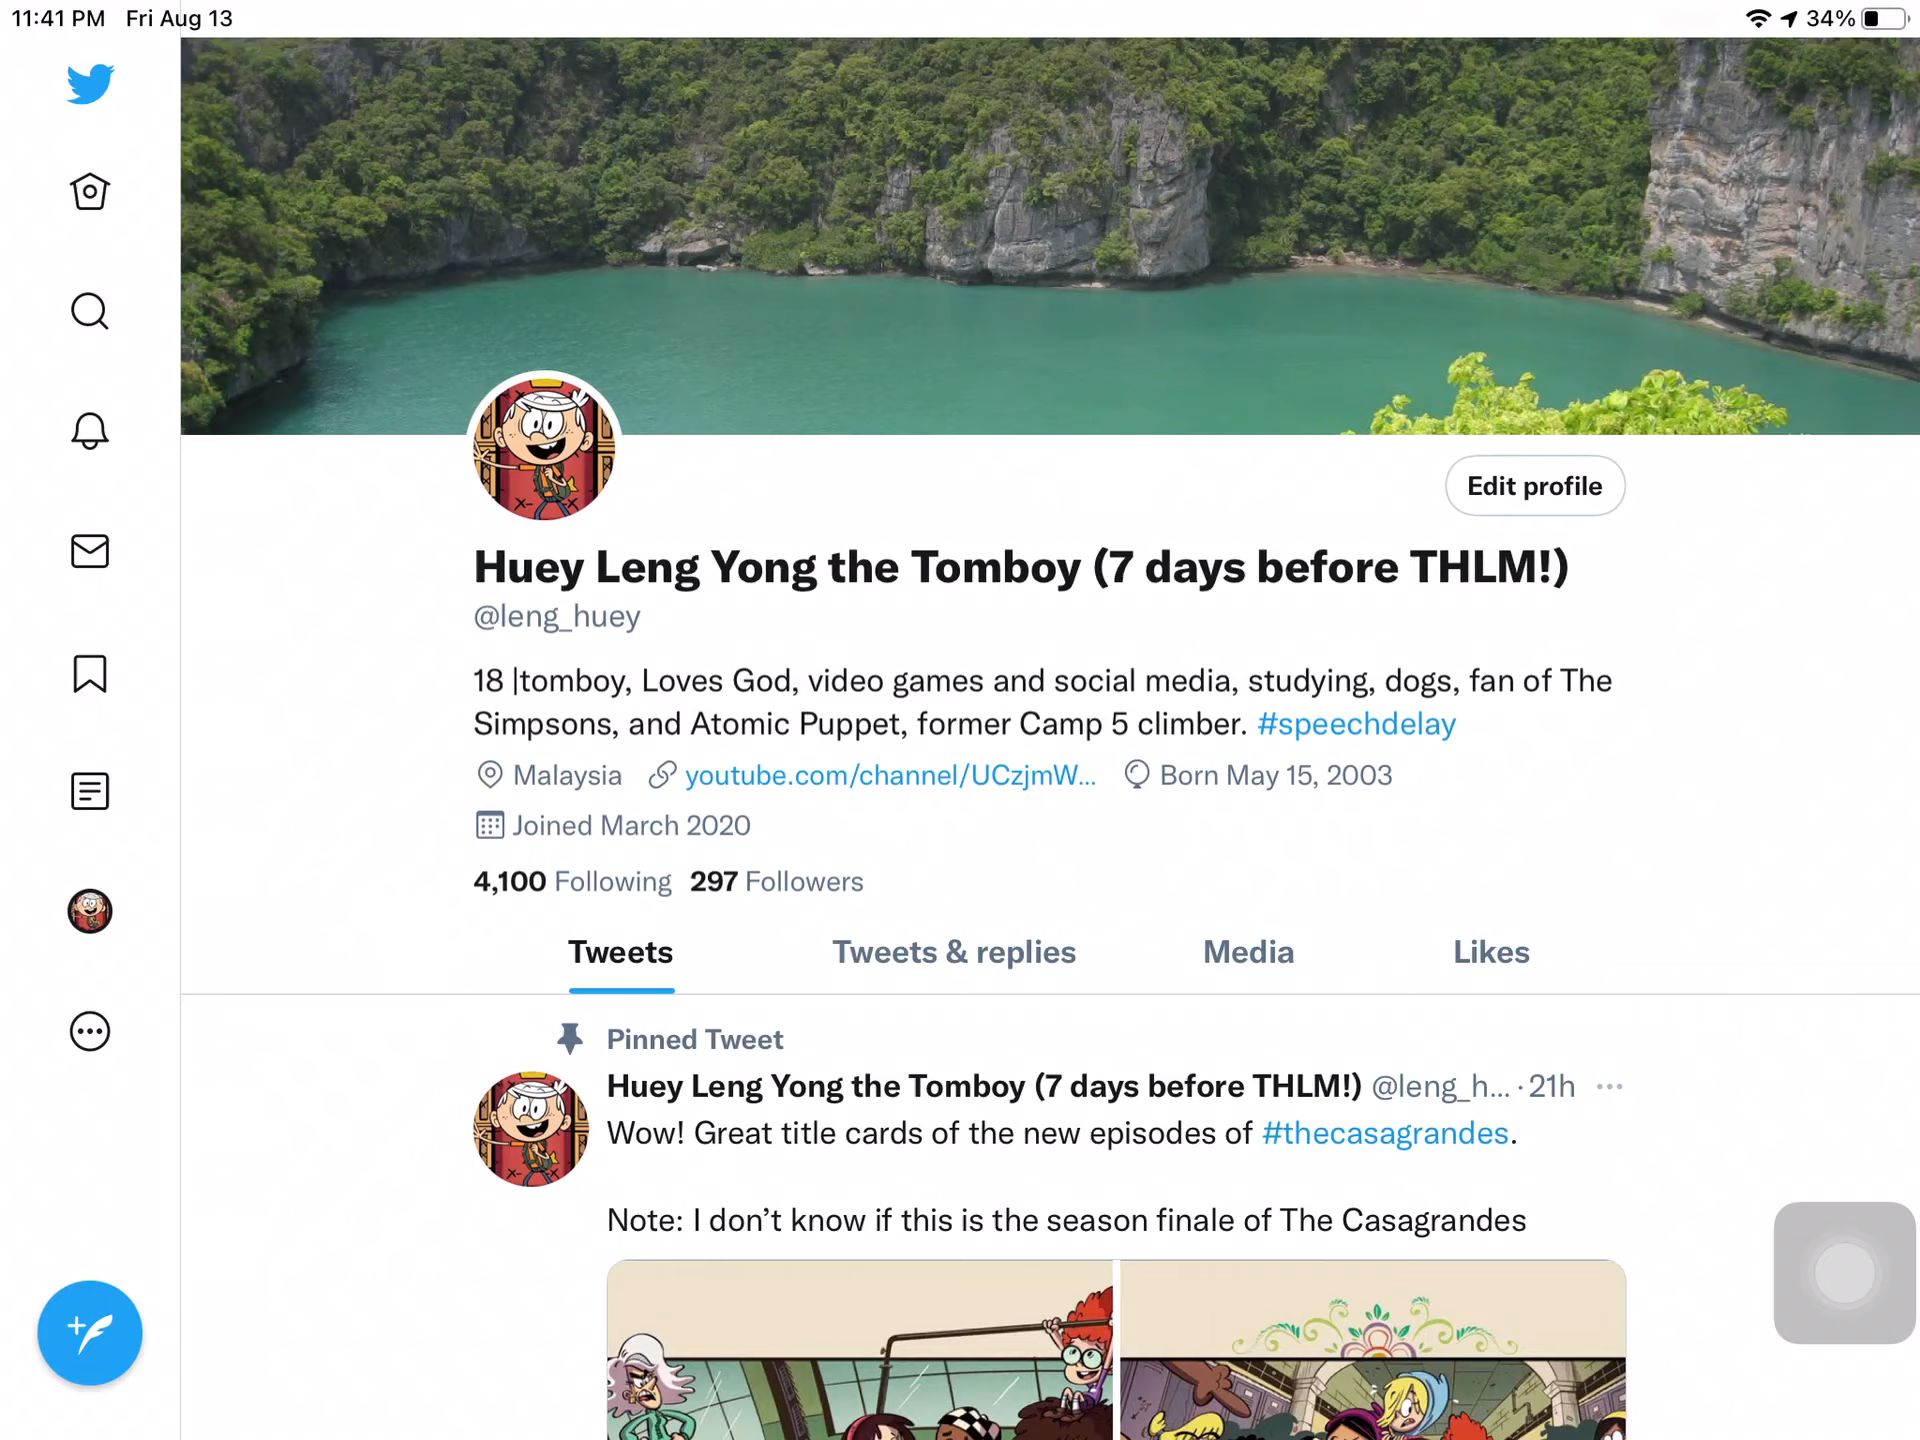 11:41 PM Fri Aug 13
34%
Edit profile
Huey Leng Yong the Tomboy (7 days before THLM!)
@leng_huey
18 |tomboy, Loves God, video games and social media, studying, dogs, fan of The
Simpsons, and Atomic Puppet, former Camp 5 climber. #speechdelay
Malaysia youtube.com/channel/UCzjmW... Born May 15, 2003
Joined March 2020
4,100 Following 297 Followers
Tweets Tweets & replies Media Likes
Pinned Tweet
Huey Leng Yong the Tomboy (7 days before THLM!) @leng_h... · 21h
Wow! Great title cards of the new episodes of #thecasagrandes.
Note: I don’t know if this is the season finale of The Casagrandes